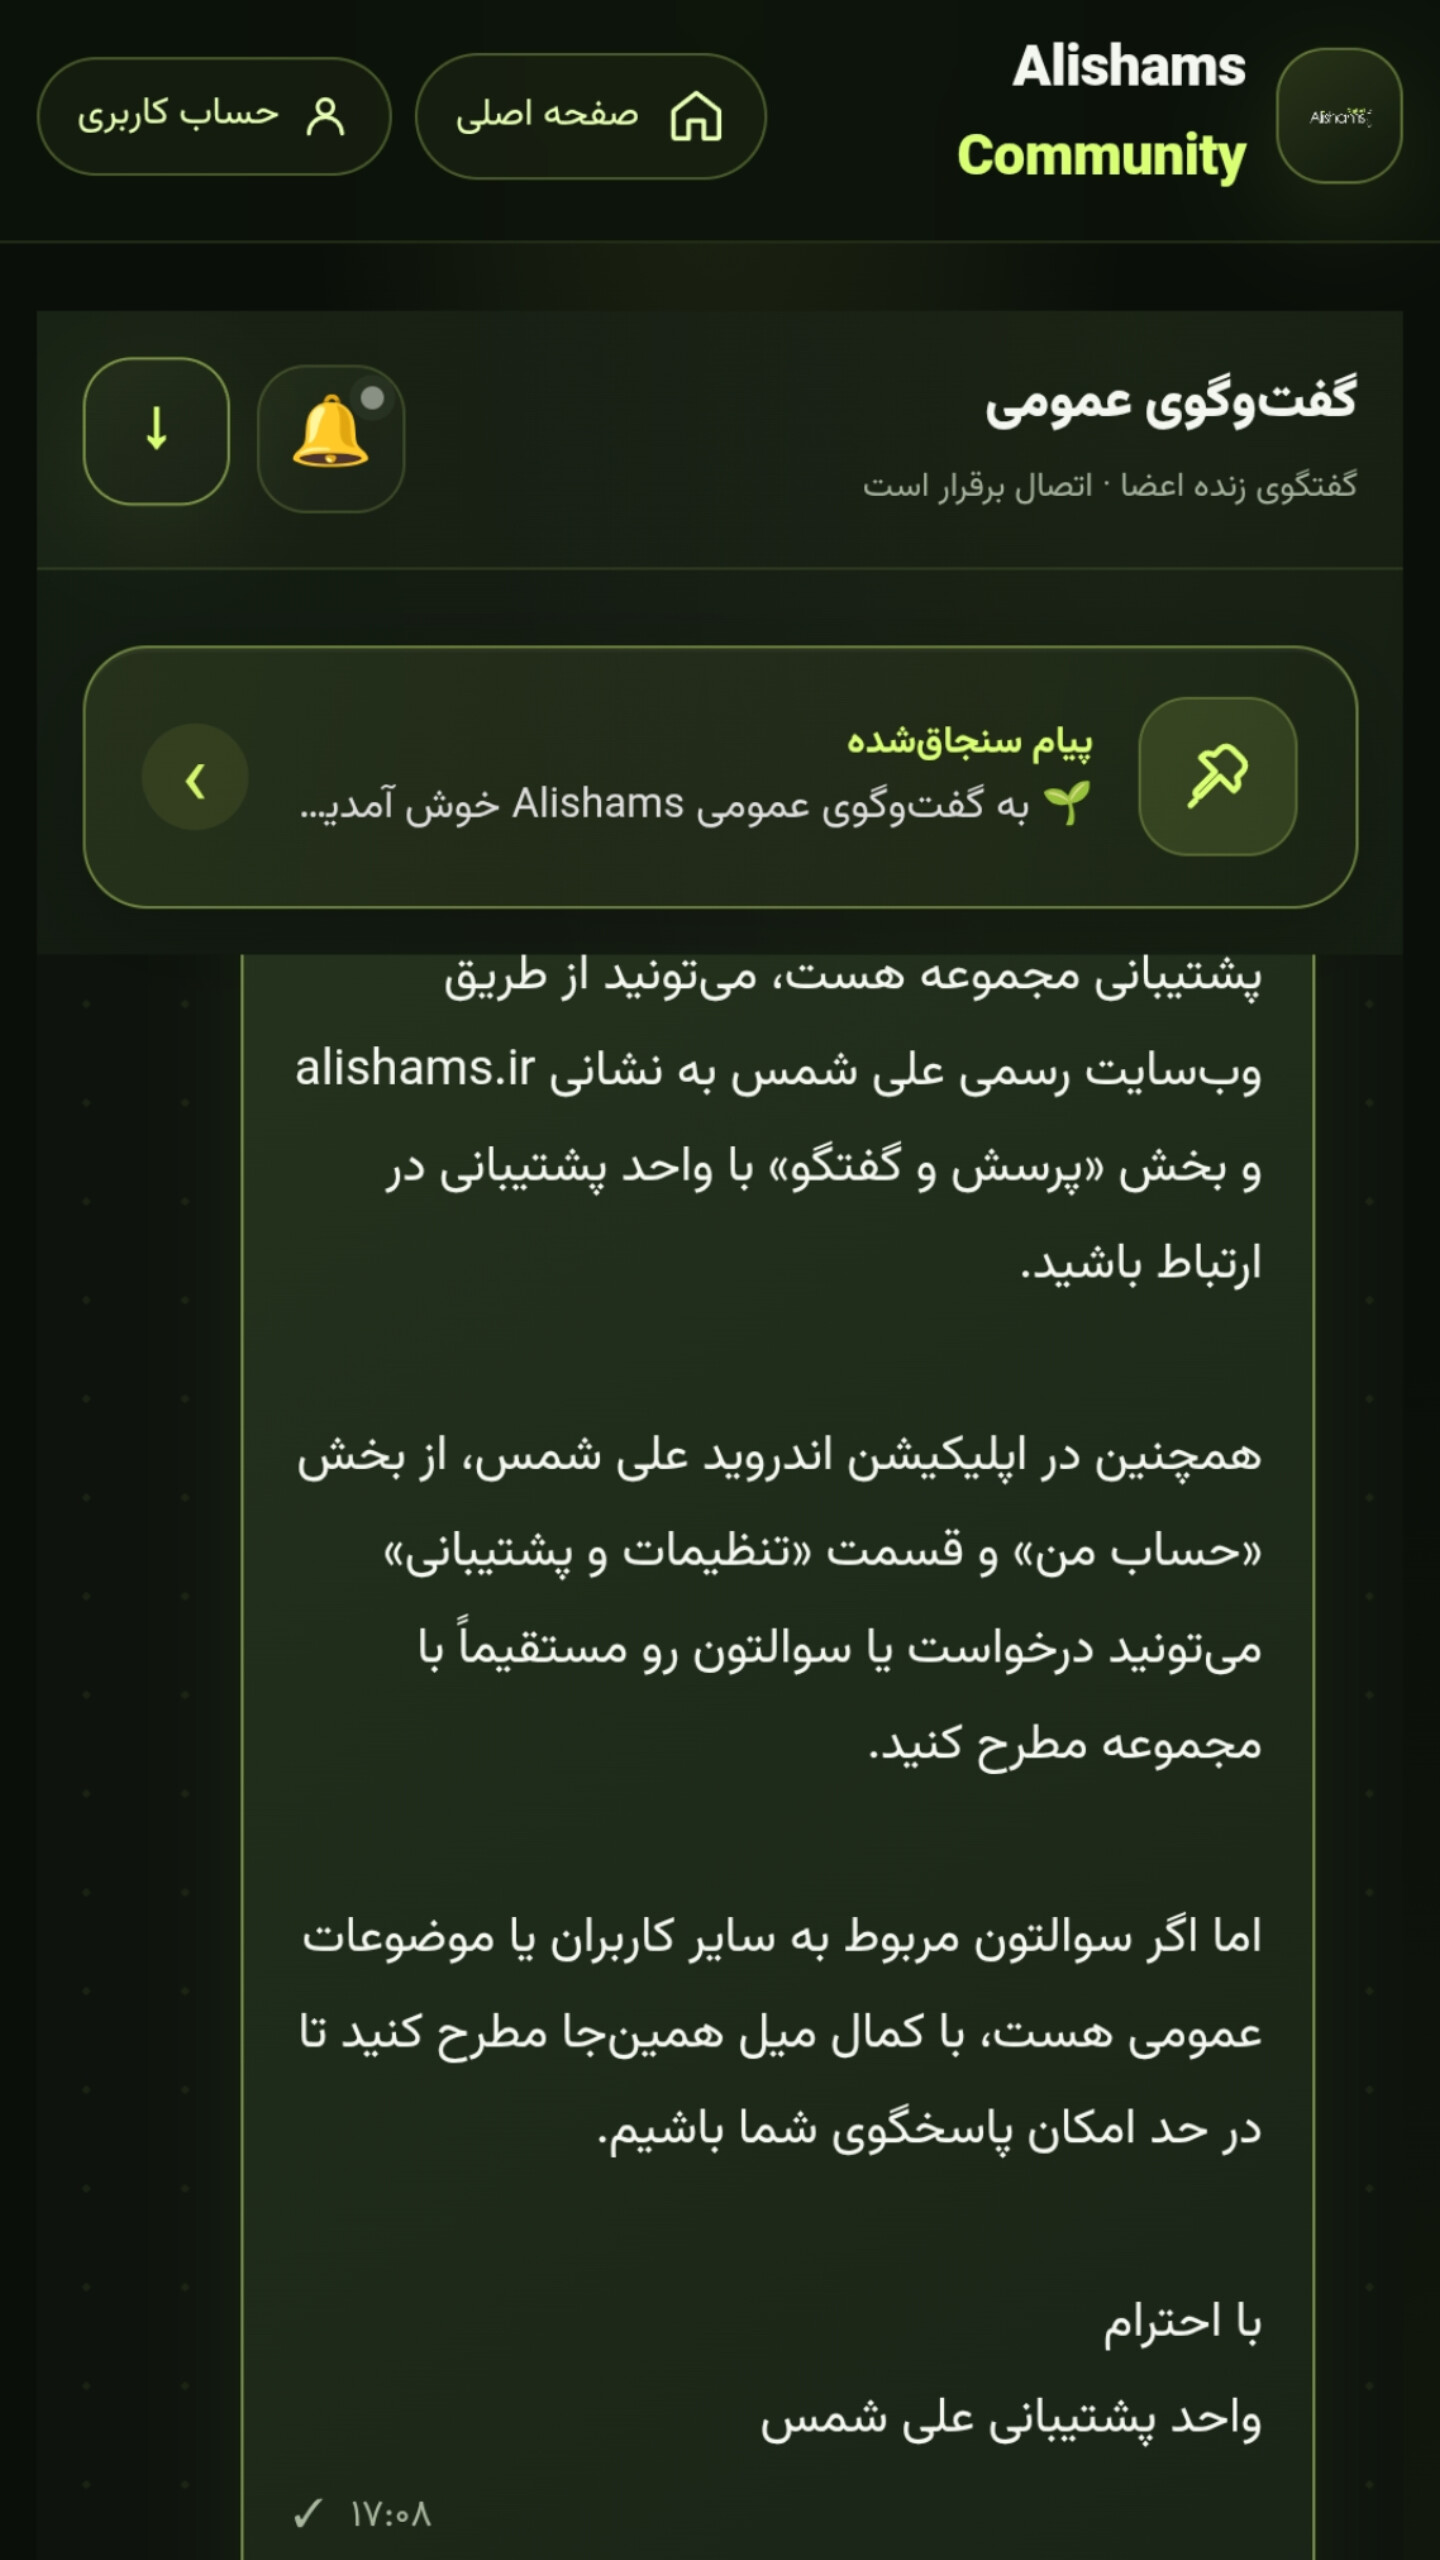 Alishams
Community
صفحه اصلی
حساب کاربری
گفت‌وگوی عمومی
گفتگوی زنده اعضا · اتصال برقرار است
پیام سنجاق‌شده
🌱 به گفت‌وگوی عمومی Alishams خوش آمدیـ...
پشتیبانی مجموعه هست، می‌تونید از طریق
وب‌سایت رسمی علی شمس به نشانی alishams.ir
و بخش «پرسش و گفتگو» با واحد پشتیبانی در
ارتباط باشید.
همچنین در اپلیکیشن اندروید علی شمس، از بخش
«حساب من» و قسمت «تنظیمات و پشتیبانی»
می‌تونید درخواست یا سوالتون رو مستقیماً با
مجموعه مطرح کنید.
اما اگر سوالتون مربوط به سایر کاربران یا موضوعات
عمومی هست، با کمال میل همین‌جا مطرح کنید تا
در حد امکان پاسخگوی شما باشیم.
با احترام
واحد پشتیبانی علی شمس
۱۷:۰۸ ✓